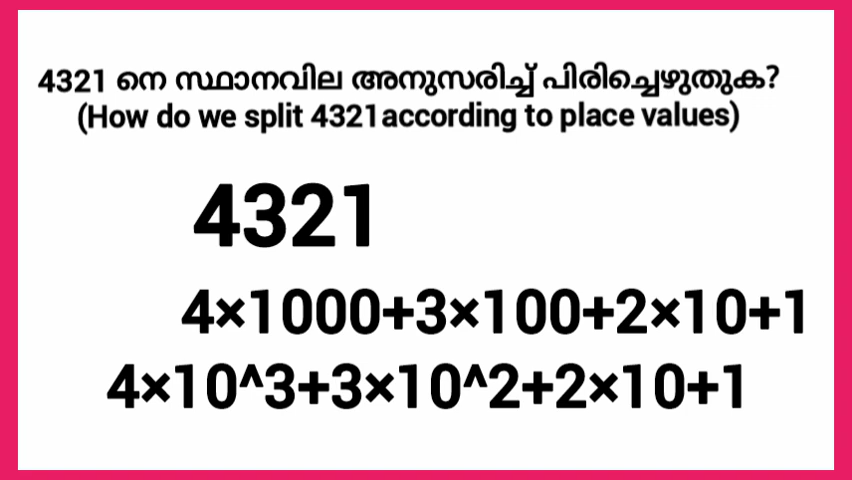 4321 നെ സ്ഥാനവില അനുസരിച്ച് പിരിച്ചെഴുതുക?
(How do we split 4321according to place values)
4321
4×1000+3×100+2×10+1
4×10^3+3×10^2+2×10+1